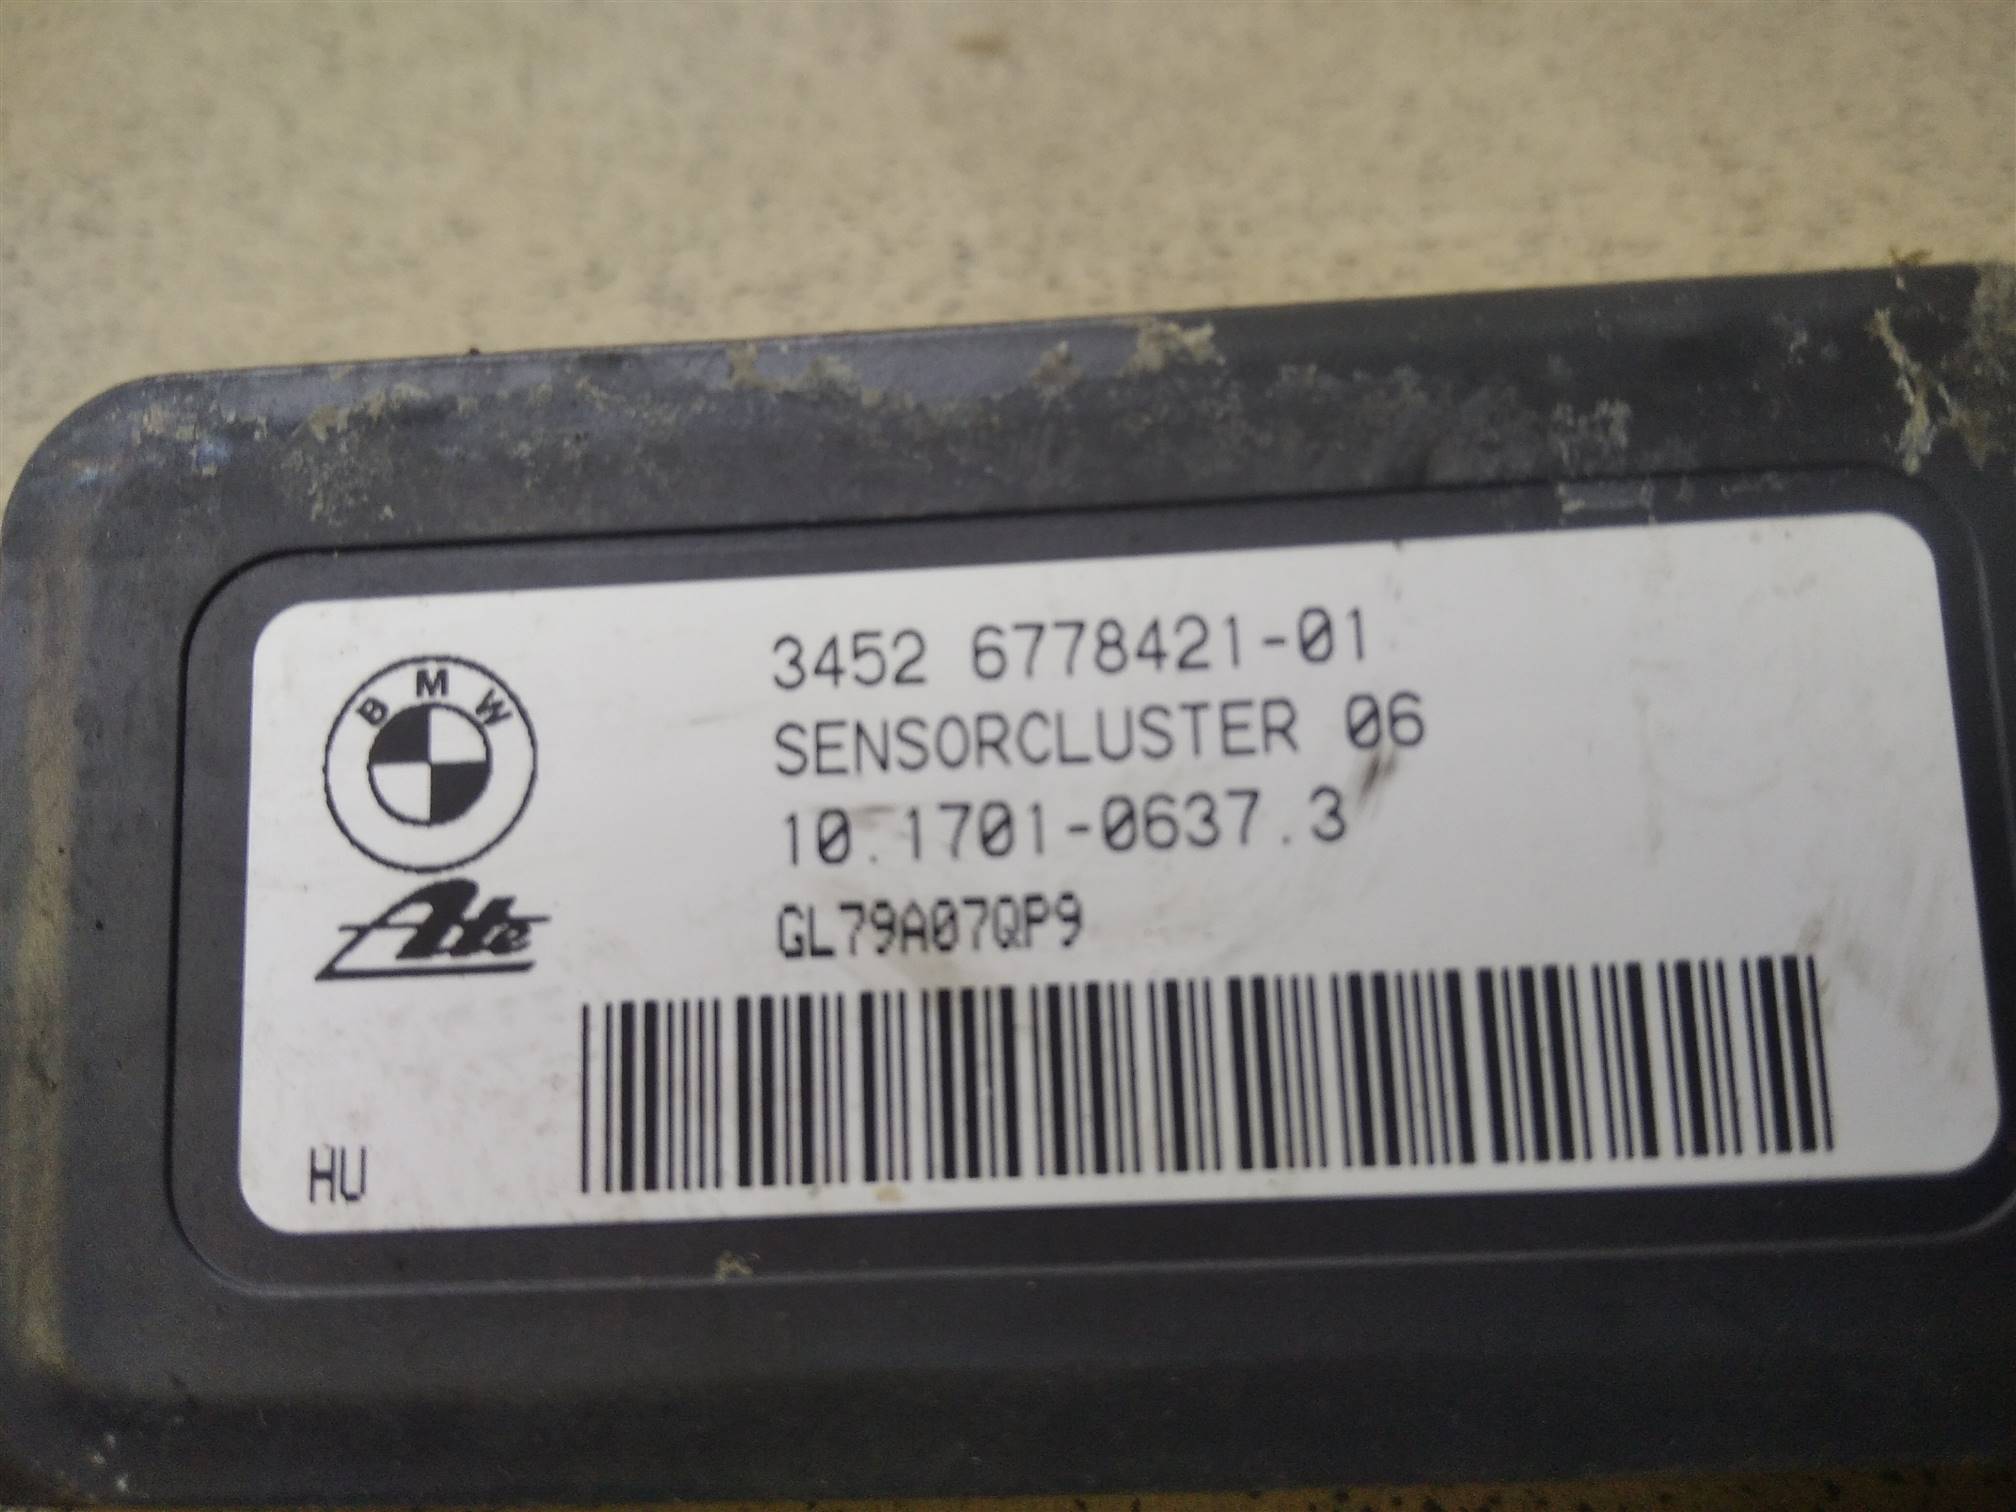 BMW
3452 6778421-01
SENSORCLUSTER 06
10.1701-0637.3
Ate
GL79A07QP9
HU